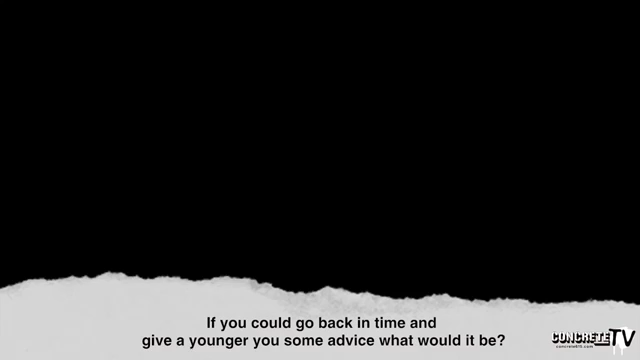 If you could go back in time and
give a younger you some advice what would it be?
CONCRETE TV